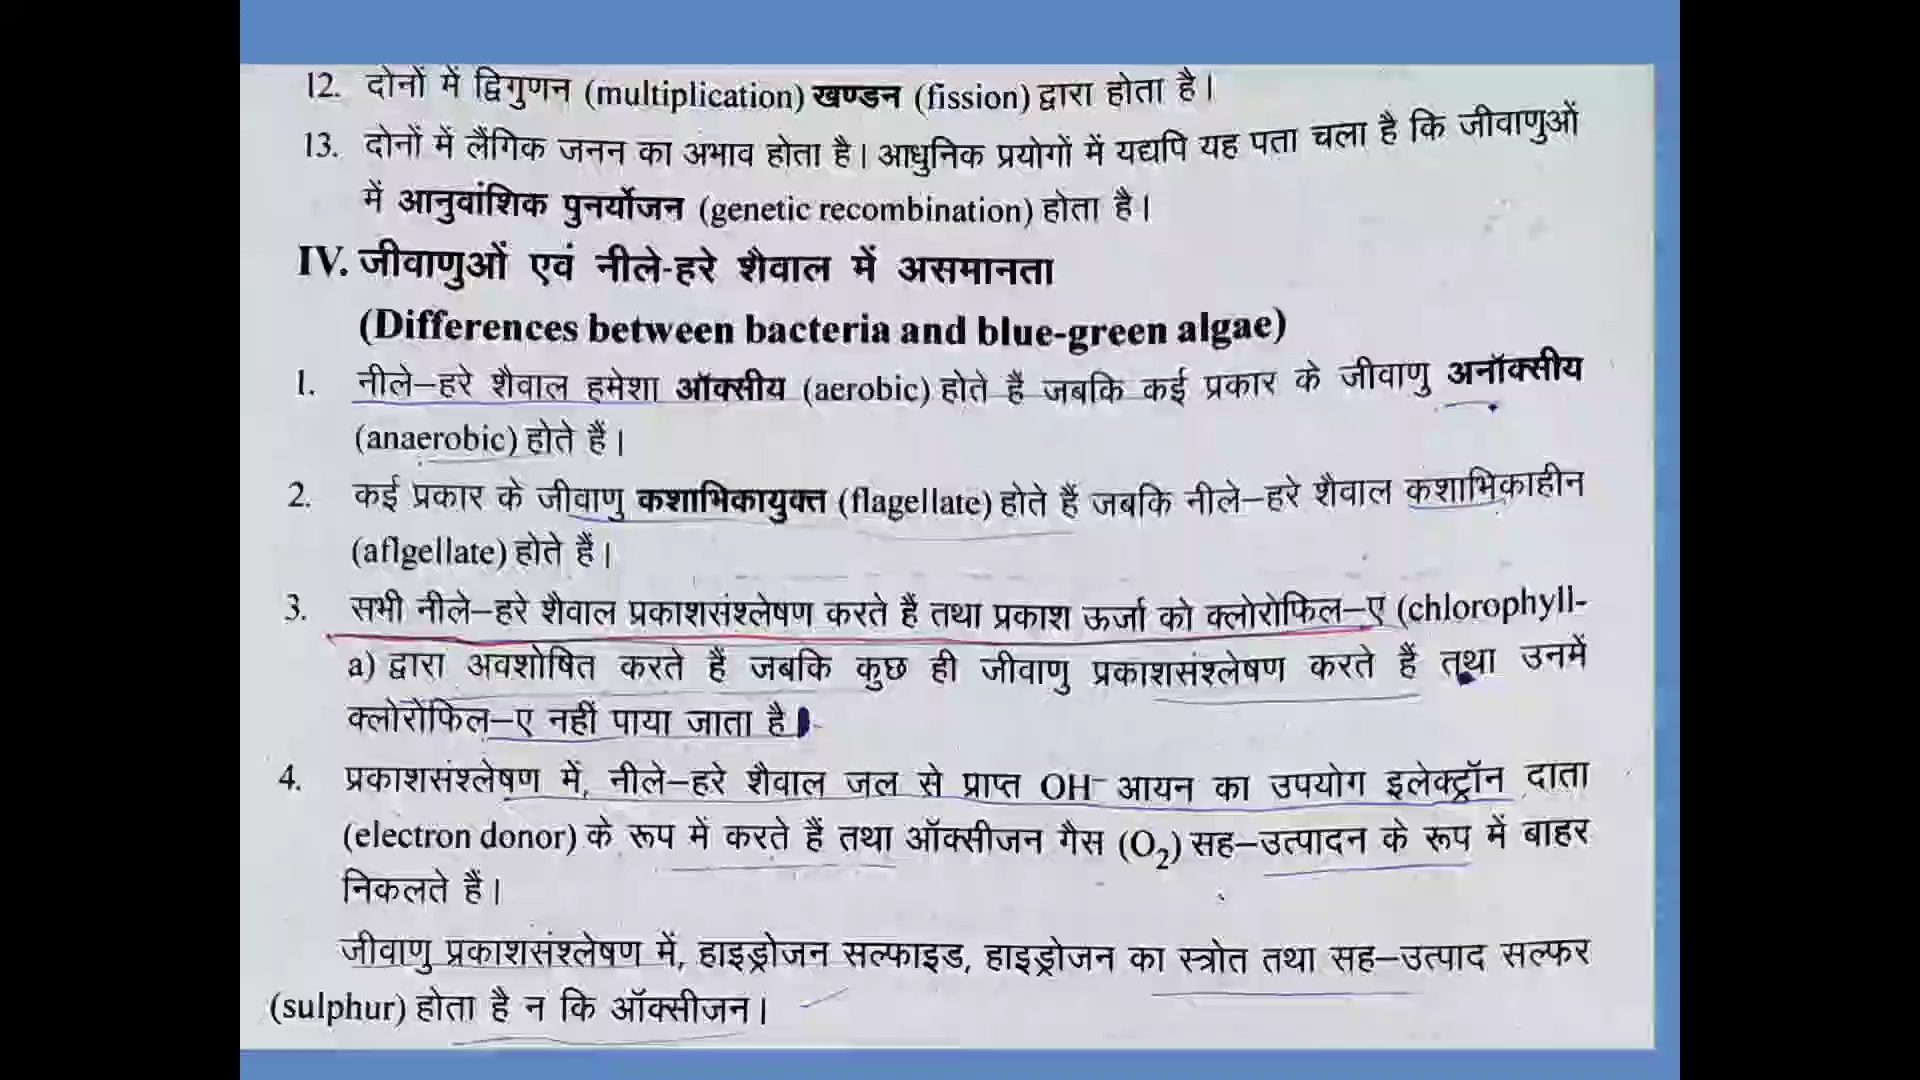 12. दोनों में द्विगुणन (multiplication) खण्डन (fission) द्वारा होता है।
13. दोनों में लैंगिक जनन का अभाव होता है। आधुनिक प्रयोगों में यद्यपि यह पता चला है कि जीवाणुओं
में आनुवांशिक पुनर्योजन (genetic recombination) होता है।
IV. जीवाणुओं एवं नीले-हरे शैवाल में असमानता
(Differences between bacteria and blue-green algae)
1. नीले-हरे शैवाल हमेशा ऑक्सीय (aerobic) होते हैं जबकि कई प्रकार के जीवाणु अनॉक्सीय
(anaerobic) होते हैं।
2. कई प्रकार के जीवाणु कशाभिकायुक्त (flagellate) होते हैं जबकि नीले-हरे शैवाल कशाभिकाहीन
(aflgellate) होते हैं।
3. सभी नीले-हरे शैवाल प्रकाशसंश्लेषण करते हैं तथा प्रकाश ऊर्जा को क्लोरोफिल-ए (chlorophyll-
a) द्वारा अवशोषित करते हैं जबकि कुछ ही जीवाणु प्रकाशसंश्लेषण करते हैं तथा उनमें
क्लोरोफिल-ए नहीं पाया जाता है।
4. प्रकाशसंश्लेषण में, नीले-हरे शैवाल जल से प्राप्त OH⁻ आयन का उपयोग इलेक्ट्रॉन दाता
(electron donor) के रूप में करते हैं तथा ऑक्सीजन गैस (O₂) सह-उत्पादन के रूप में बाहर
निकलते हैं।
जीवाणु प्रकाशसंश्लेषण में, हाइड्रोजन सल्फाइड, हाइड्रोजन का स्त्रोत तथा सह-उत्पाद सल्फर
(sulphur) होता है न कि ऑक्सीजन।